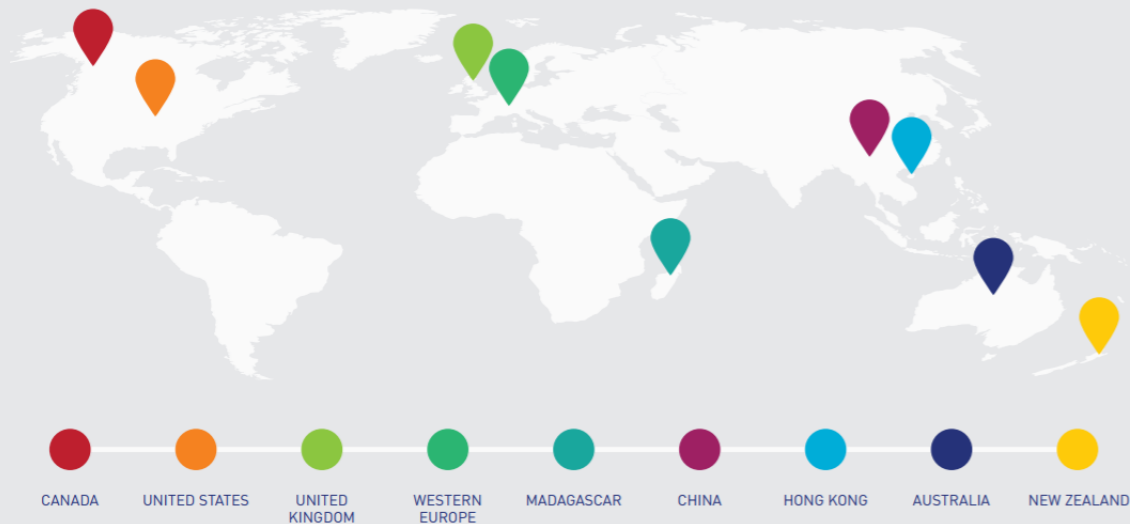 CANADA
UNITED STATES
UNITED
KINGDOM
WESTERN
EUROPE
MADAGASCAR
CHINA
HONG KONG
AUSTRALIA
NEW ZEALAND